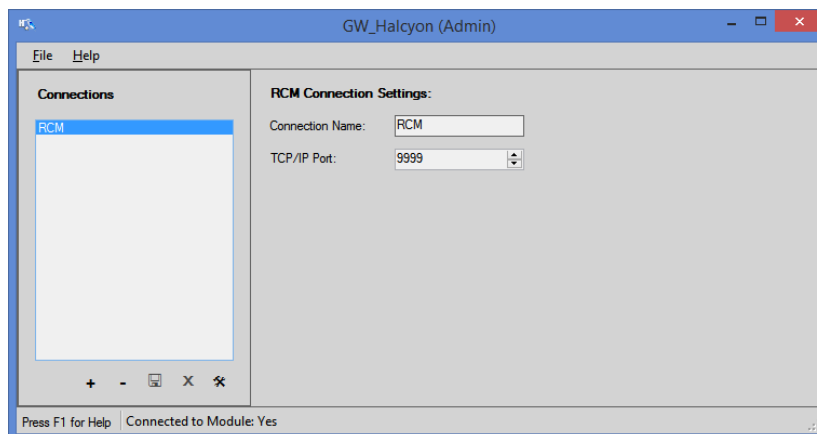 GW_Halcyon (Admin)
File Help
Connections
RCM
RCM Connection Settings:
Connection Name: RCM
TCP/IP Port: 9999
+ - X
Press F1 for Help Connected to Module: Yes